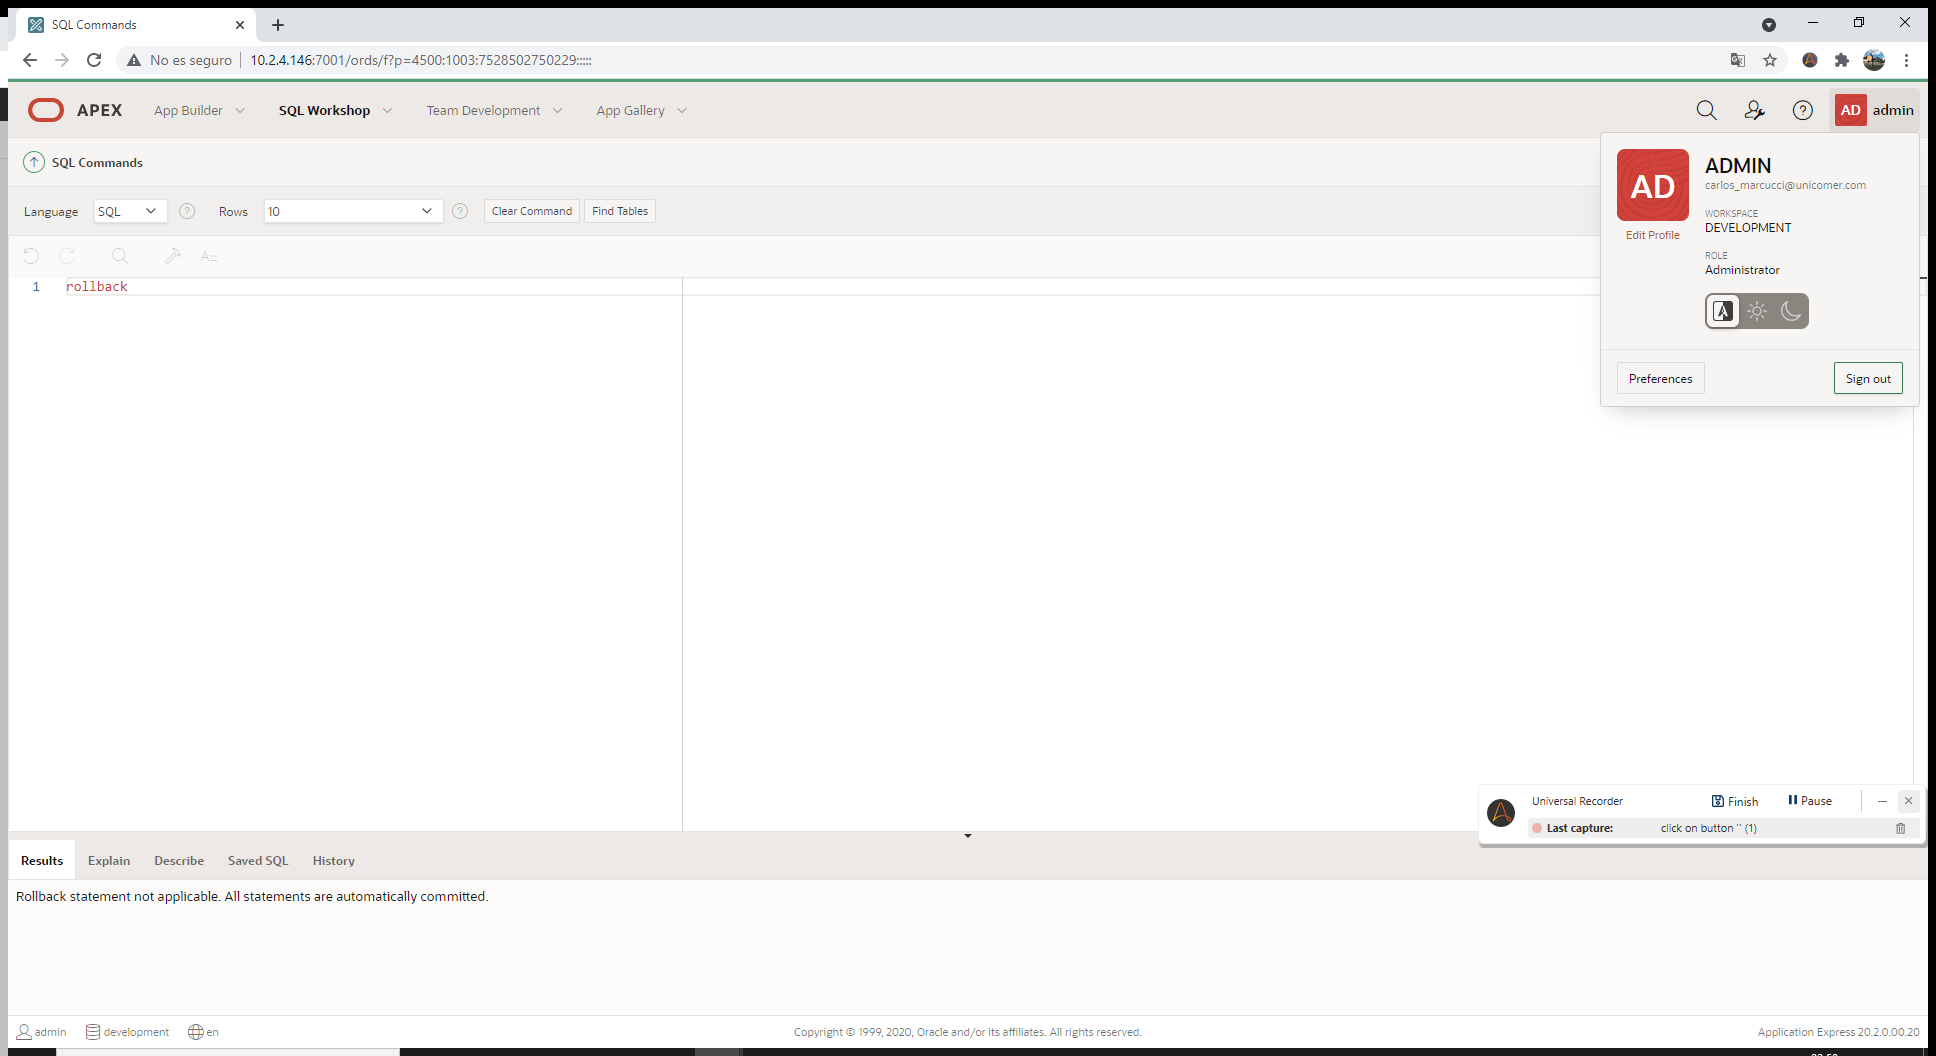 SQL Commands
No es seguro 10.2.4.146:7001/ords/f?p=4500:1003:7528502750229:::::
APEX App Builder SQL Workshop Team Development App Gallery AD admin
SQL Commands
Language SQL ? Rows 10 ? Clear Command Find Tables
1 rollback
AD
ADMIN
carlos_marcucci@unicomer.com
Edit Profile
WORKSPACE
DEVELOPMENT
ROLE
Administrator
Preferences Sign out
Universal Recorder Finish Pause
Last capture: click on button '' (1)
Results Explain Describe Saved SQL History
Rollback statement not applicable. All statements are automatically committed.
admin development en Copyright © 1999, 2020, Oracle and/or its affiliates. All rights reserved. Application Express 20.2.0.00.20